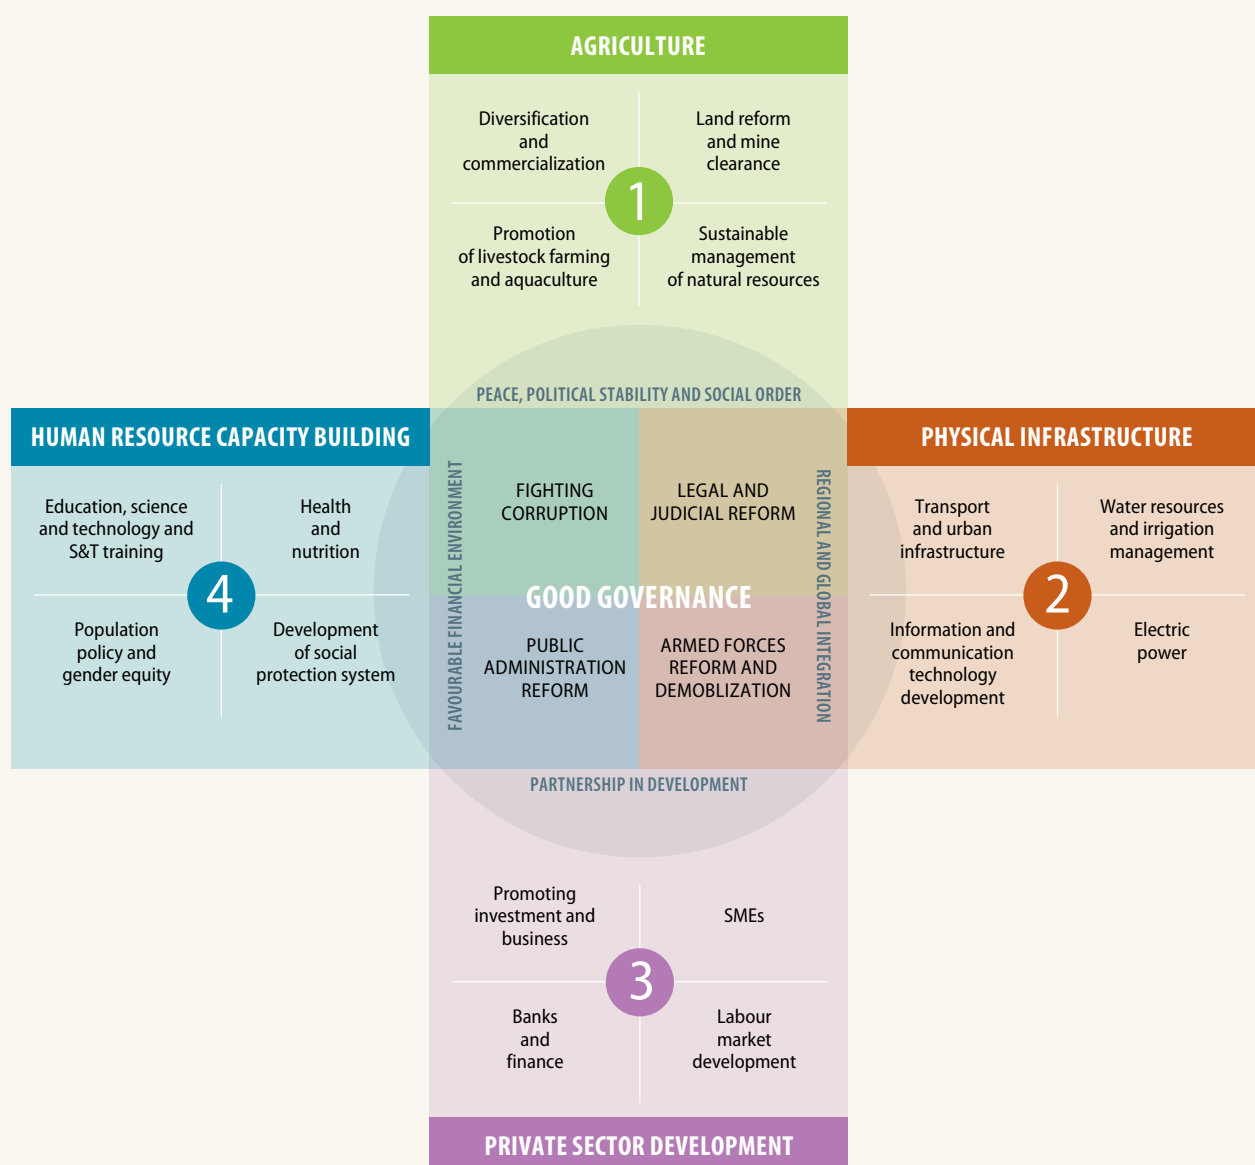 AGRICULTURE
Diversification
and
commercialization
Land reform
and mine
clearance
1
Promotion
of livestock farming
and aquaculture
Sustainable
management
of natural resources
PEACE, POLITICAL STABILITY AND SOCIAL ORDER
HUMAN RESOURCE CAPACITY BUILDING
Education, science
and technology and
S&T training
Health
and
nutrition
4
Population
policy and
gender equity
Development
of social
protection system
FAVOURABLE FINANCIAL ENVIRONMENT
FIGHTING
CORRUPTION
LEGAL AND
JUDICIAL REFORM
GOOD GOVERNANCE
PUBLIC
ADMINISTRATION
REFORM
ARMED FORCES
REFORM AND
DEMOBLIZATION
REGIONAL AND GLOBAL INTEGRATION
PHYSICAL INFRASTRUCTURE
Transport
and urban
infrastructure
Water resources
and irrigation
management
2
Information and
communication
technology
development
Electric
power
PARTNERSHIP IN DEVELOPMENT
Promoting
investment and
business
SMEs
3
Banks
and
finance
Labour
market
development
PRIVATE SECTOR DEVELOPMENT